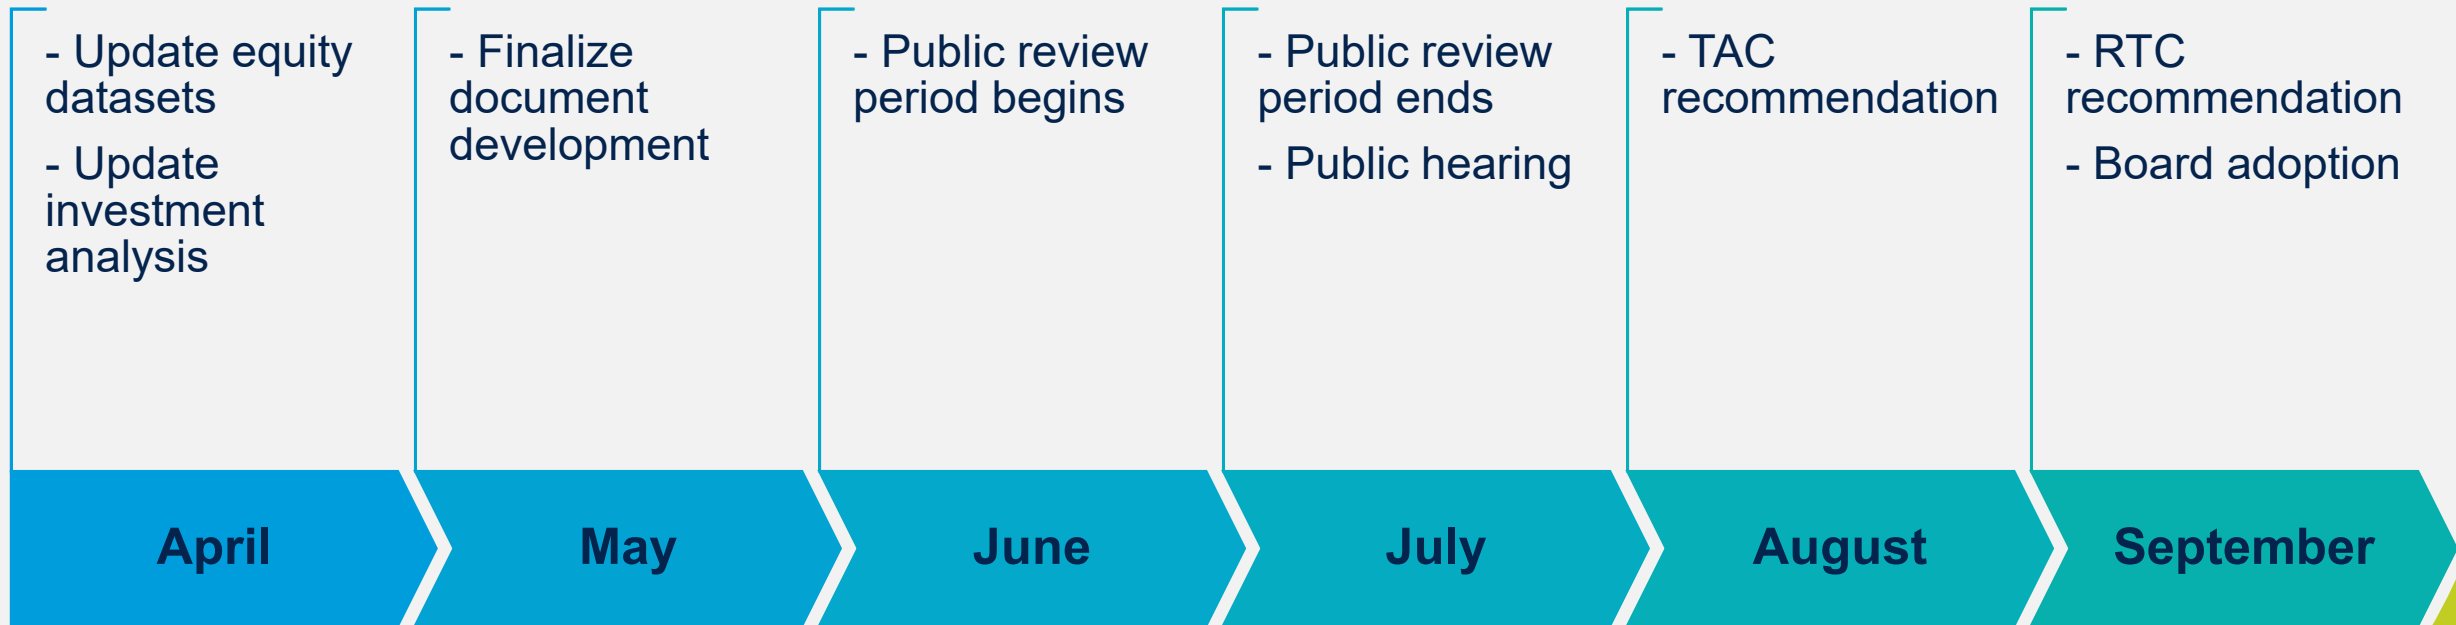 - Update equity
datasets
- Update
investment
analysis
- Finalize
document
development
- Public review
period begins
- Public review
period ends
- Public hearing
- TAC
recommendation
- RTC
recommendation
- Board adoption
April
May
June
July
August
September